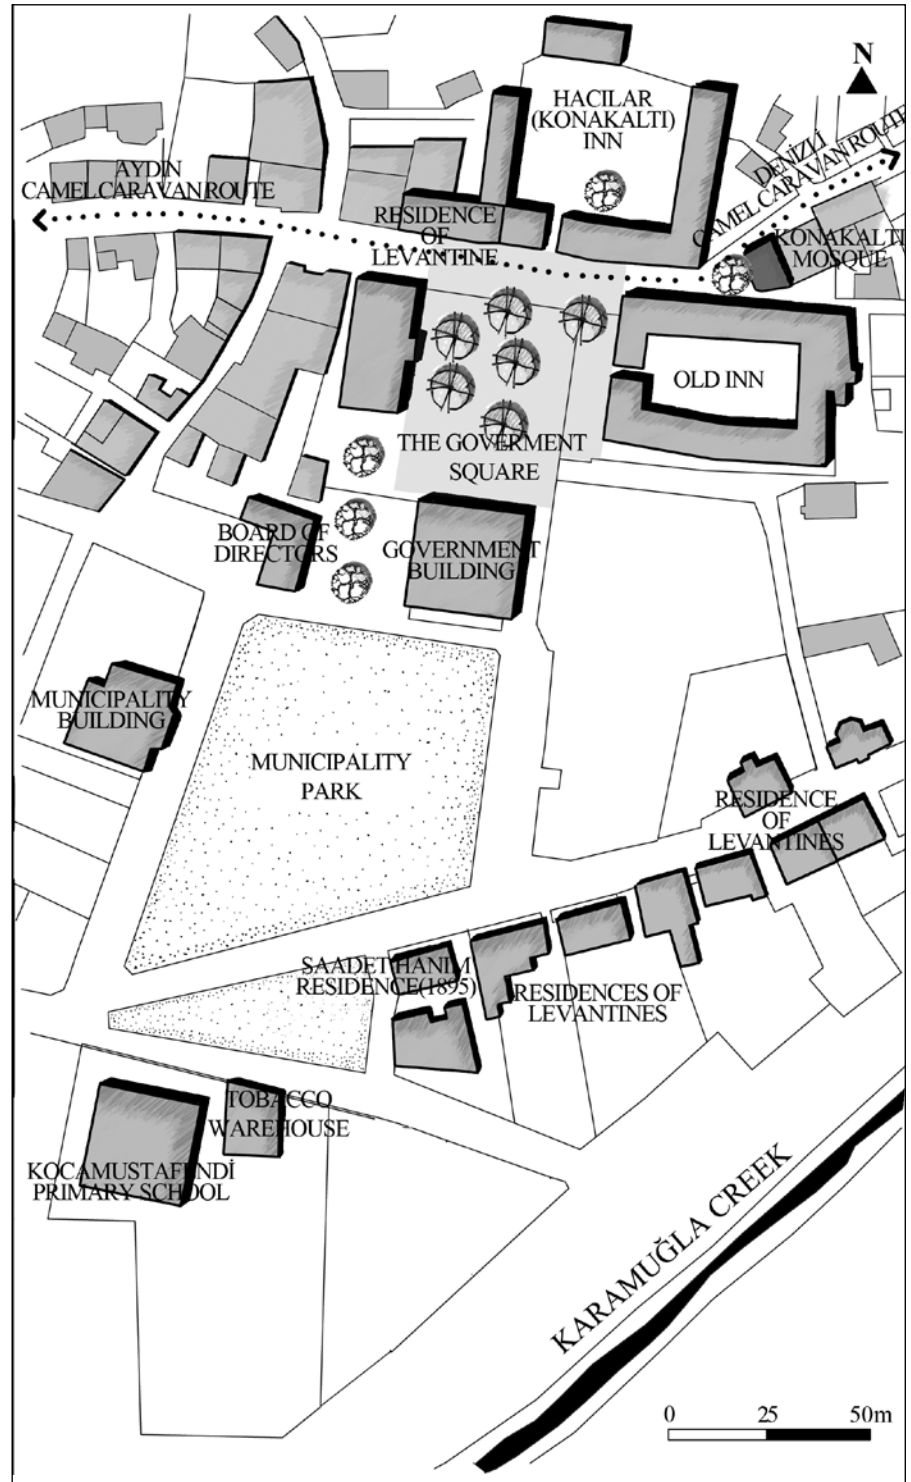 N
HACILAR
(KONAKALTI)
INN
AYDIN
CAMEL CARAVAN ROUTE
DENİZLİ
CAMEL CARAVAN ROUTE
RESIDENCE
OF
LEVANTINE
KONAKALTI
MOSQUE
OLD INN
THE GOVERMENT
SQUARE
BOARD OF
DIRECTORS
GOVERNMENT
BUILDING
MUNICIPALITY
BUILDING
MUNICIPALITY
PARK
RESIDENCE
OF
LEVANTINES
SAADET HANIM
RESIDENCE(1895)
RESIDENCES OF
LEVANTINES
TOBACCO
WAREHOUSE
KOCAMUSTAFENDİ
PRIMARY SCHOOL
KARAMUĞLA CREEK
0 25 50m